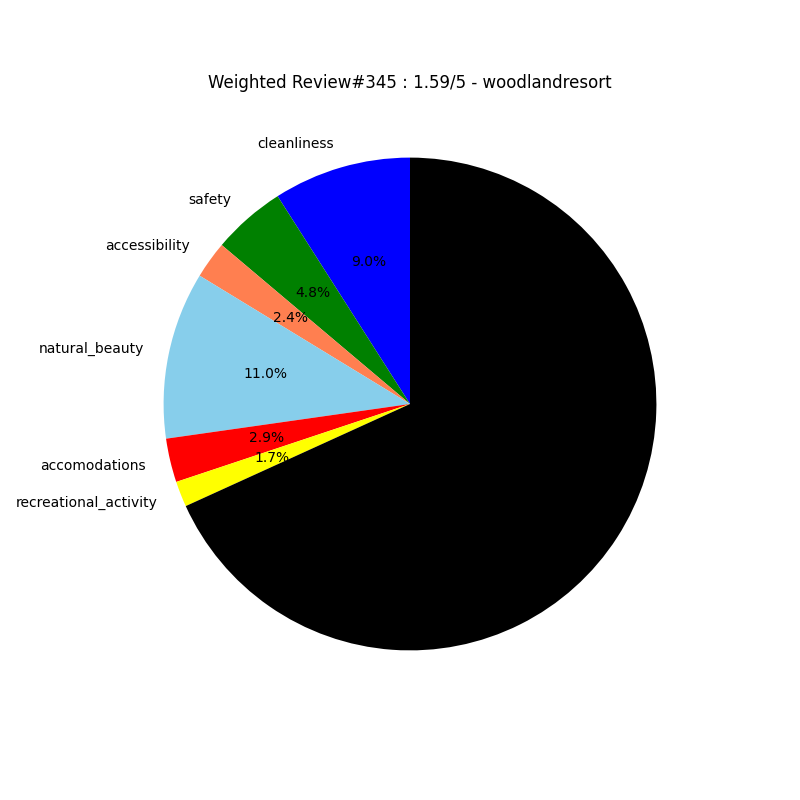 Weighted Review#345 : 1.59/5 - woodlandresort
cleanliness
safety
accessibility
natural_beauty
accomodations
recreational_activity
9.0%
4.8%
2.4%
11.0%
2.9%
1.7%